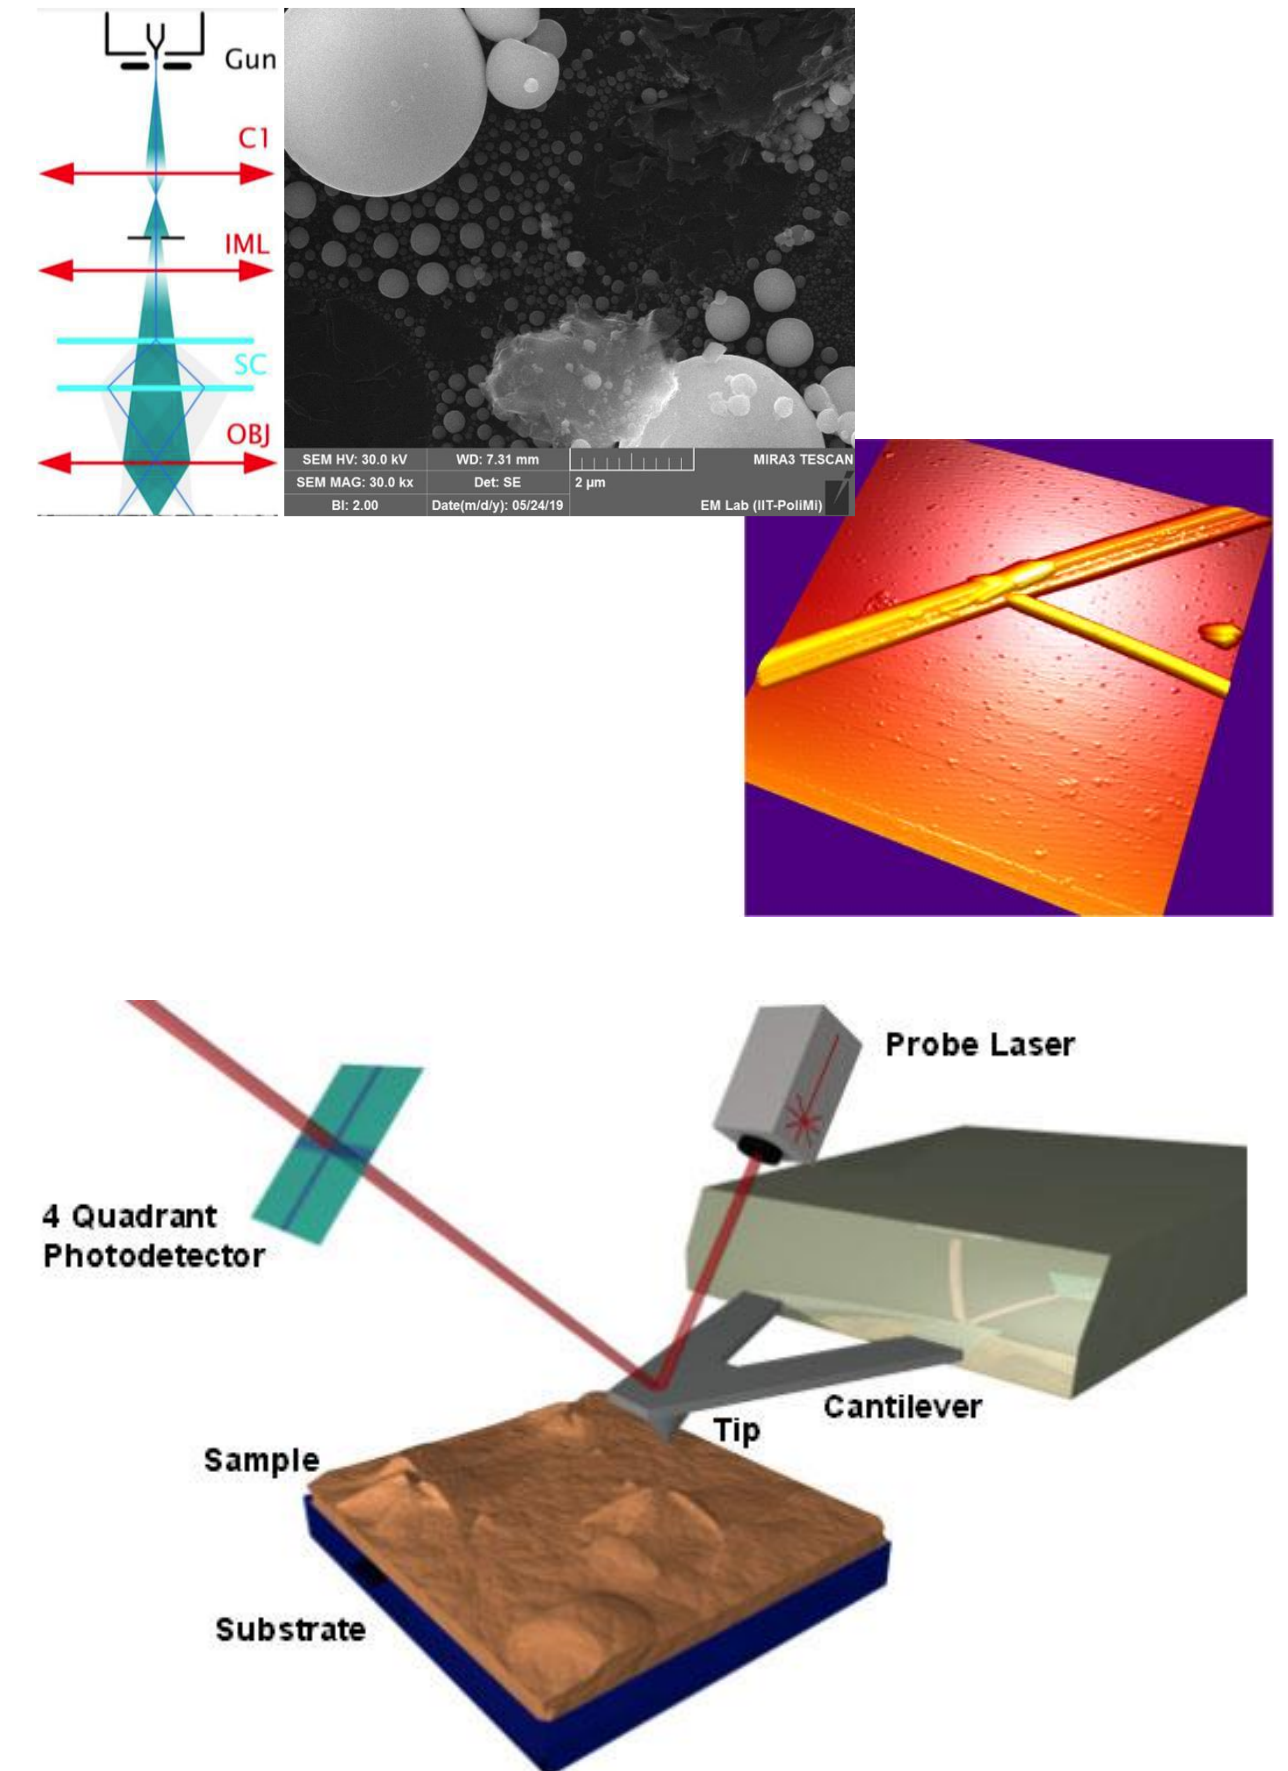 Gun
C1
IML
SC
OBJ
SEM HV: 30.0 kV
WD: 7.31 mm
MIRA3 TESCAN
SEM MAG: 30.0 kx
Det: SE
2 µm
BI: 2.00
Date(m/d/y): 05/24/19
EM Lab (IIT-PoliMi)
Probe Laser
4 Quadrant
Photodetector
Cantilever
Tip
Sample
Substrate